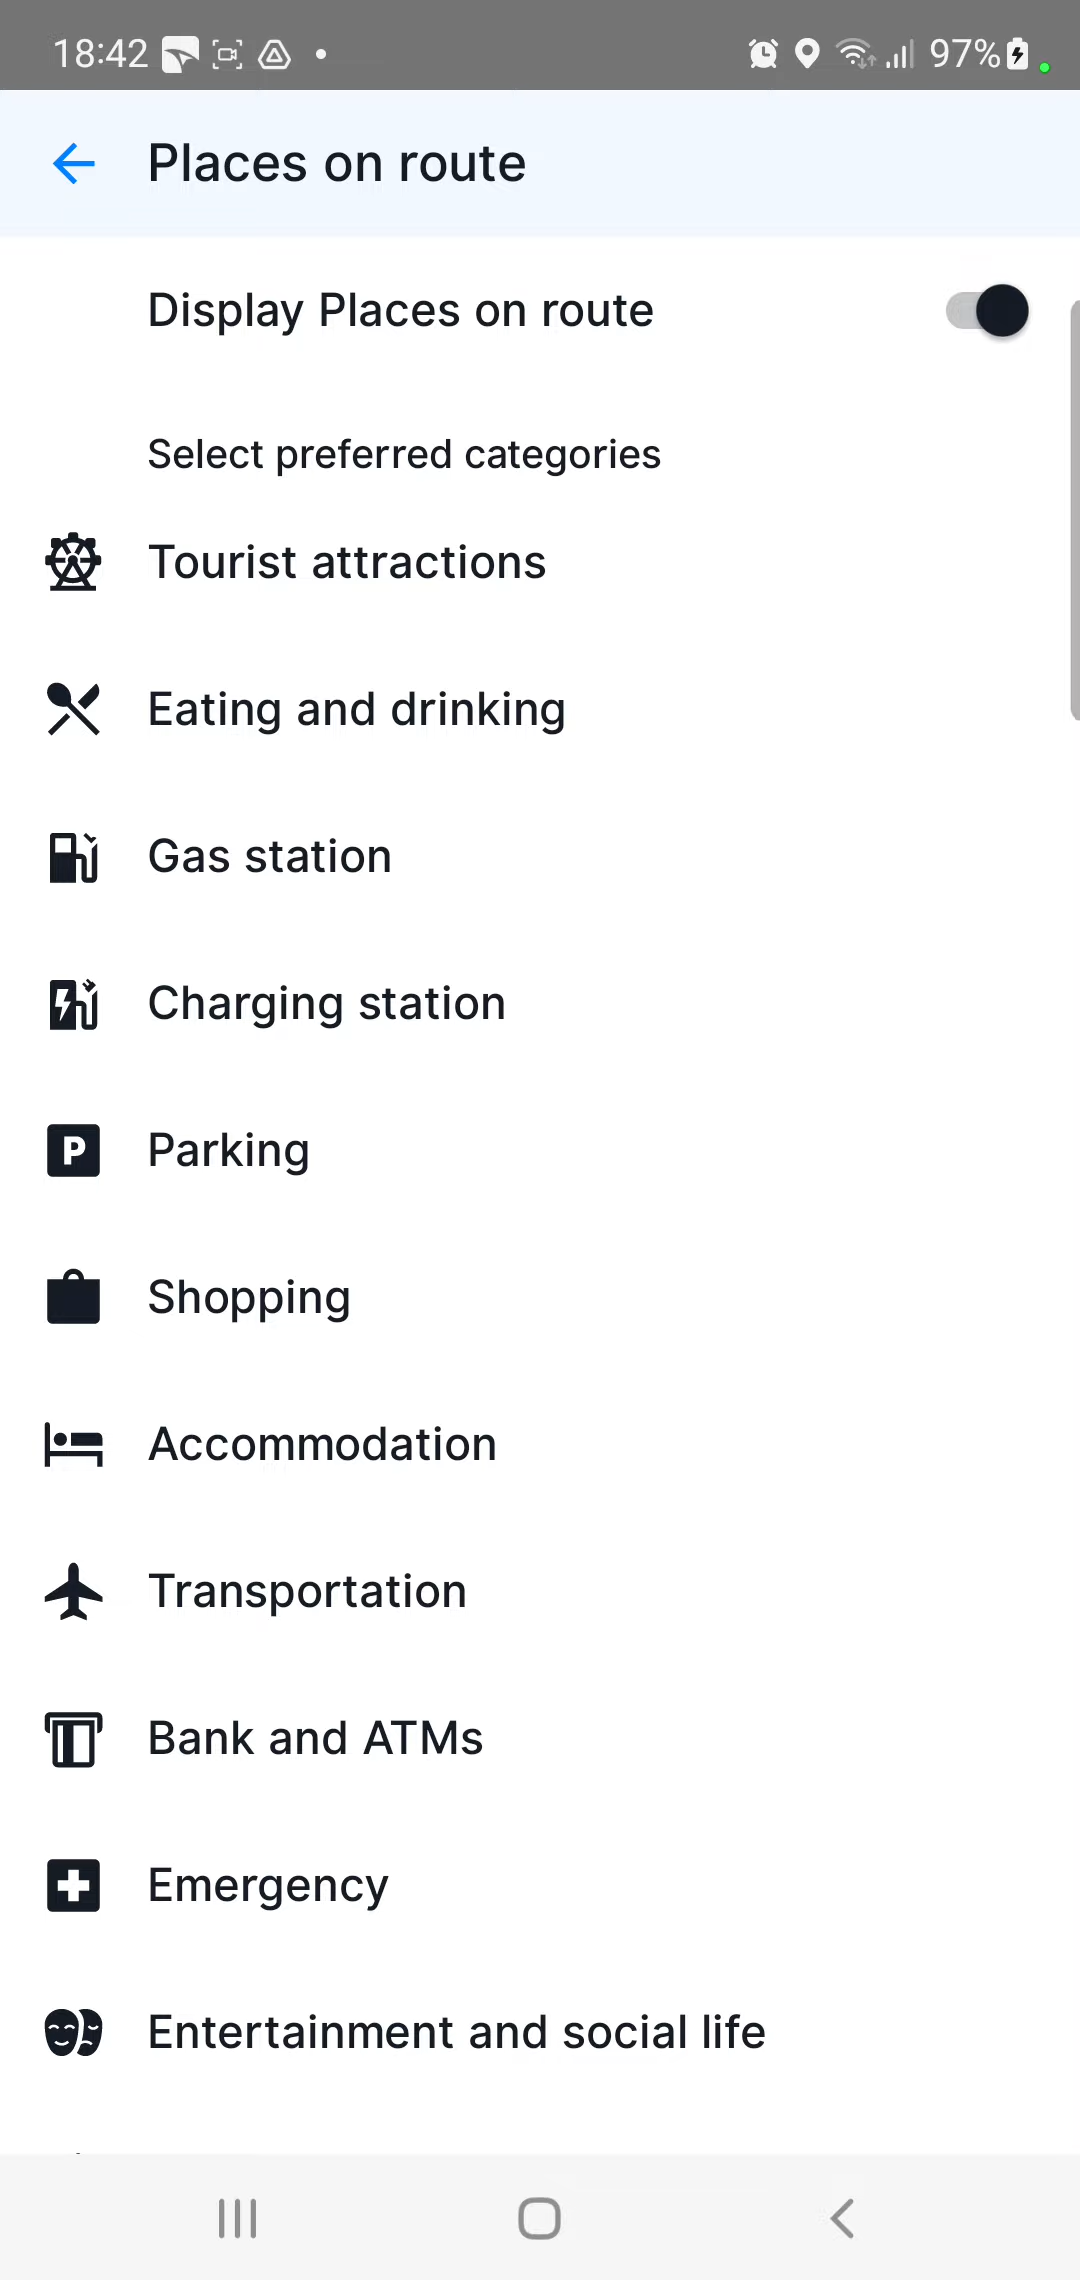 18:42 97%
Places on route
Display Places on route
Select preferred categories
Tourist attractions
Eating and drinking
Gas station
Charging station
P Parking
Shopping
Accommodation
Transportation
Bank and ATMs
Emergency
Entertainment and social life